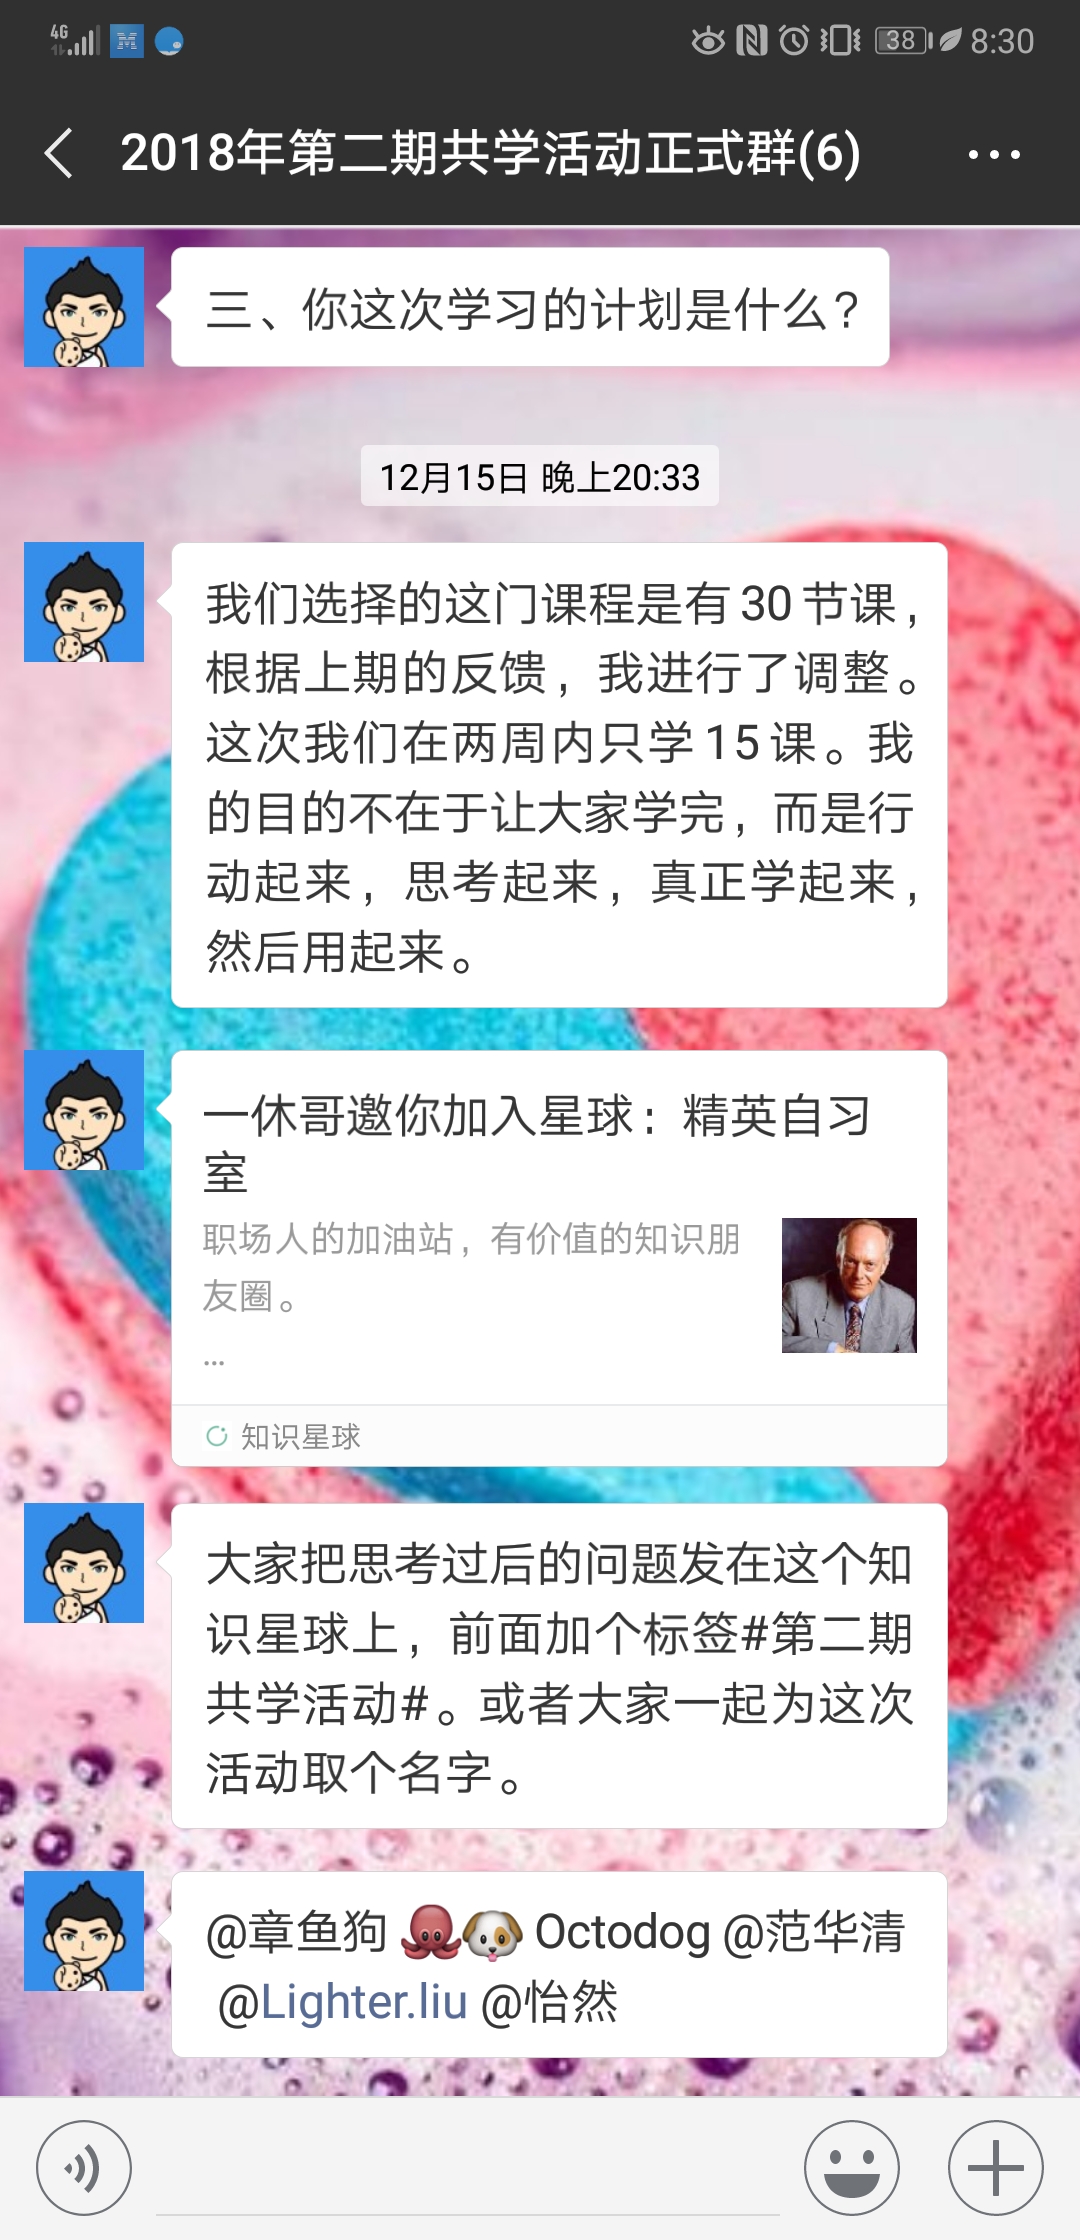 4G
38
8:30
2018年第二期共学活动正式群(6)
三、你这次学习的计划是什么？
12月15日 晚上20:33
我们选择的这门课程是有30节课，
根据上期的反馈，我进行了调整。
这次我们在两周内只学15课。我
的目的不在于让大家学完，而是行
动起来，思考起来，真正学起来，
然后用起来。
一休哥邀你加入星球：精英自习
室
职场人的加油站，有价值的知识朋
友圈。
...
知识星球
大家把思考过后的问题发在这个知
识星球上，前面加个标签#第二期
共学活动#。或者大家一起为这次
活动取个名字。
@章鱼狗🐙🐶 Octodog @范华清
@Lighter.liu @怡然